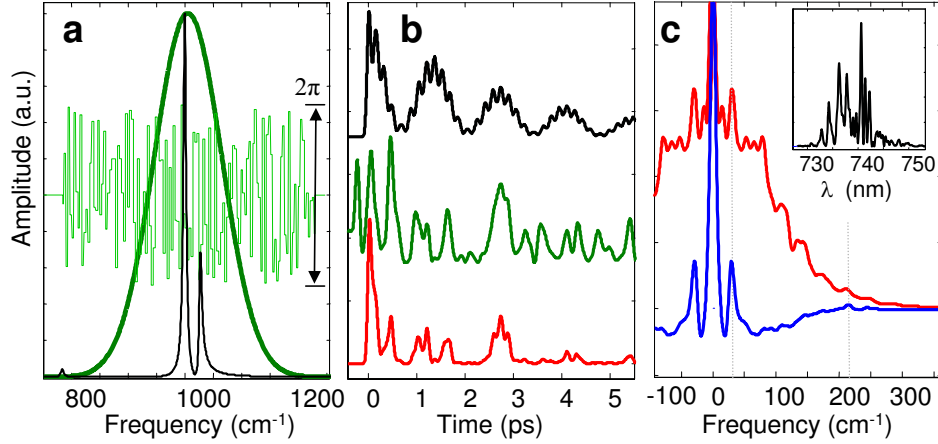 a
b
c
2π
Amplitude (a.u.)
730 740 750
λ (nm)
800 1000 1200
0 1 2 3 4 5
-100 0 100 200 300
Frequency (cm-1)
Time (ps)
Frequency (cm-1)